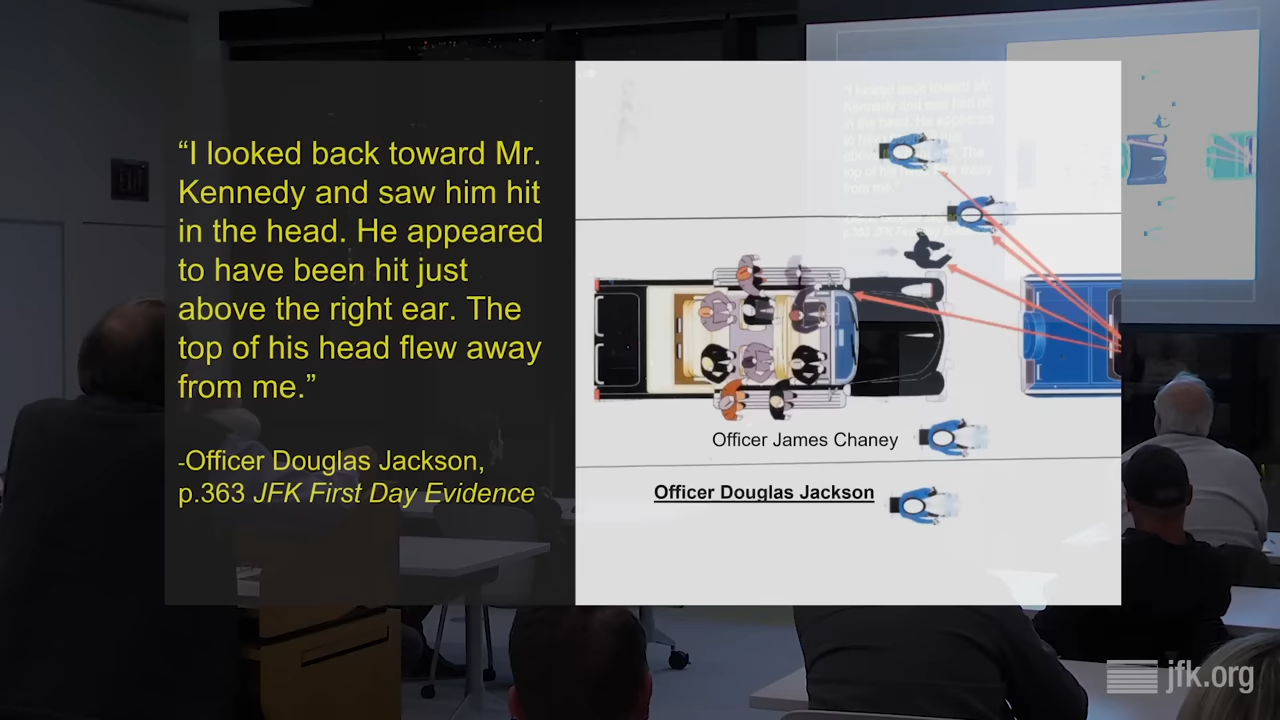 “I looked back toward Mr.
Kennedy and saw him hit
in the head. He appeared
to have been hit just
above the right ear. The
top of his head flew away
from me.”
-Officer Douglas Jackson,
p.363 JFK First Day Evidence
Officer James Chaney
Officer Douglas Jackson
jfk.org